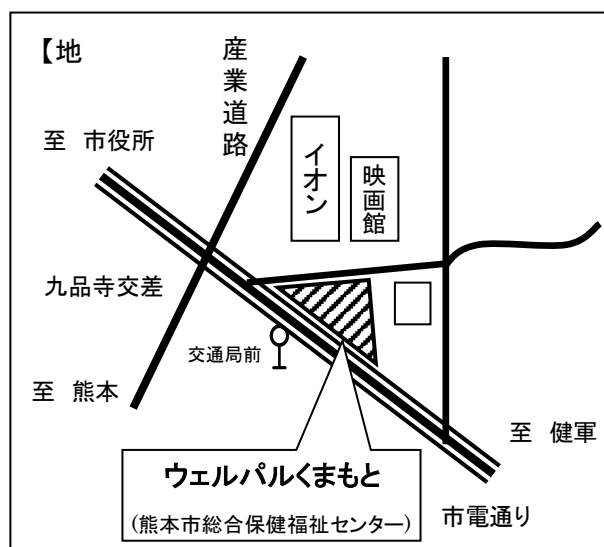 【地
産業道路
至 市役所
イオン
映画館
九品寺交差
交通局前
至 熊本
至 健軍
ウェルパルくまもと
(熊本市総合保健福祉センター)
市電通り